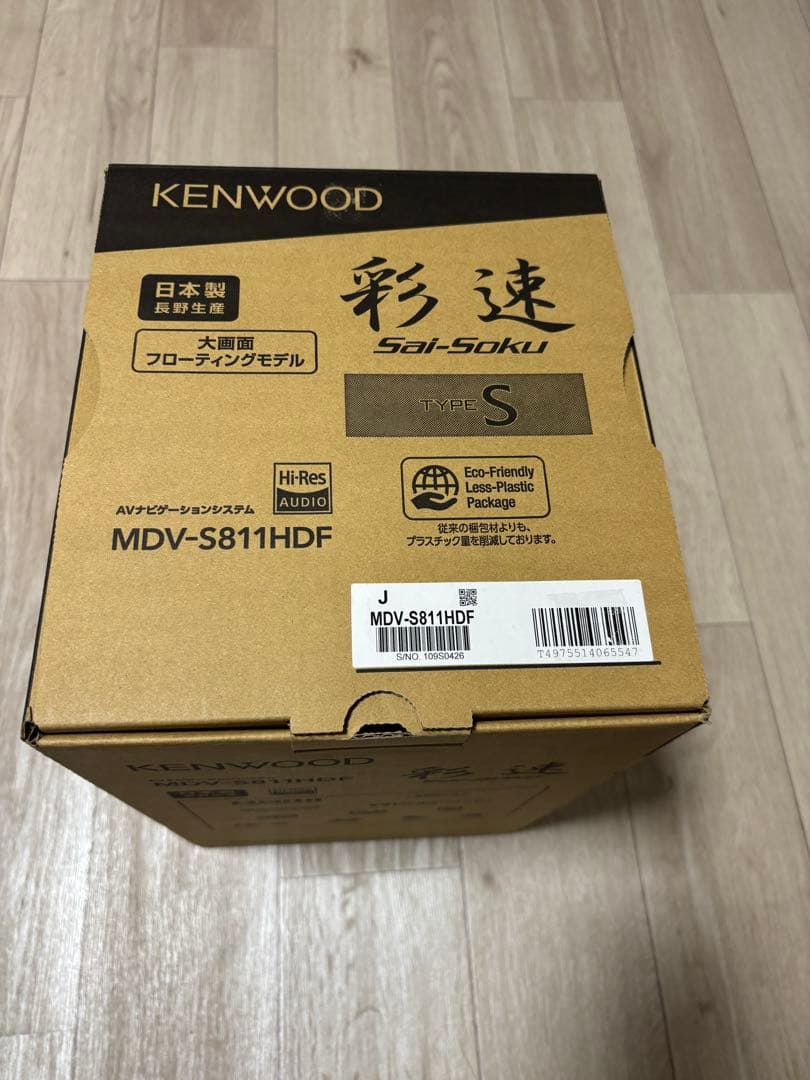 KENWOOD
日本製
長野生産
彩速
Sai-Soku
大画面
フローティングモデル
TYPE S
Hi-Res
AUDIO
Eco-Friendly
Less-Plastic
Package
従来の梱包材よりも、
プラスチック量を削減しております。
AVナビゲーションシステム
MDV-S811HDF
J
MDV-S811HDF
S/NO. 109S0426
T4975514065547
KENWOOD
MDV-S811HDF
彩速